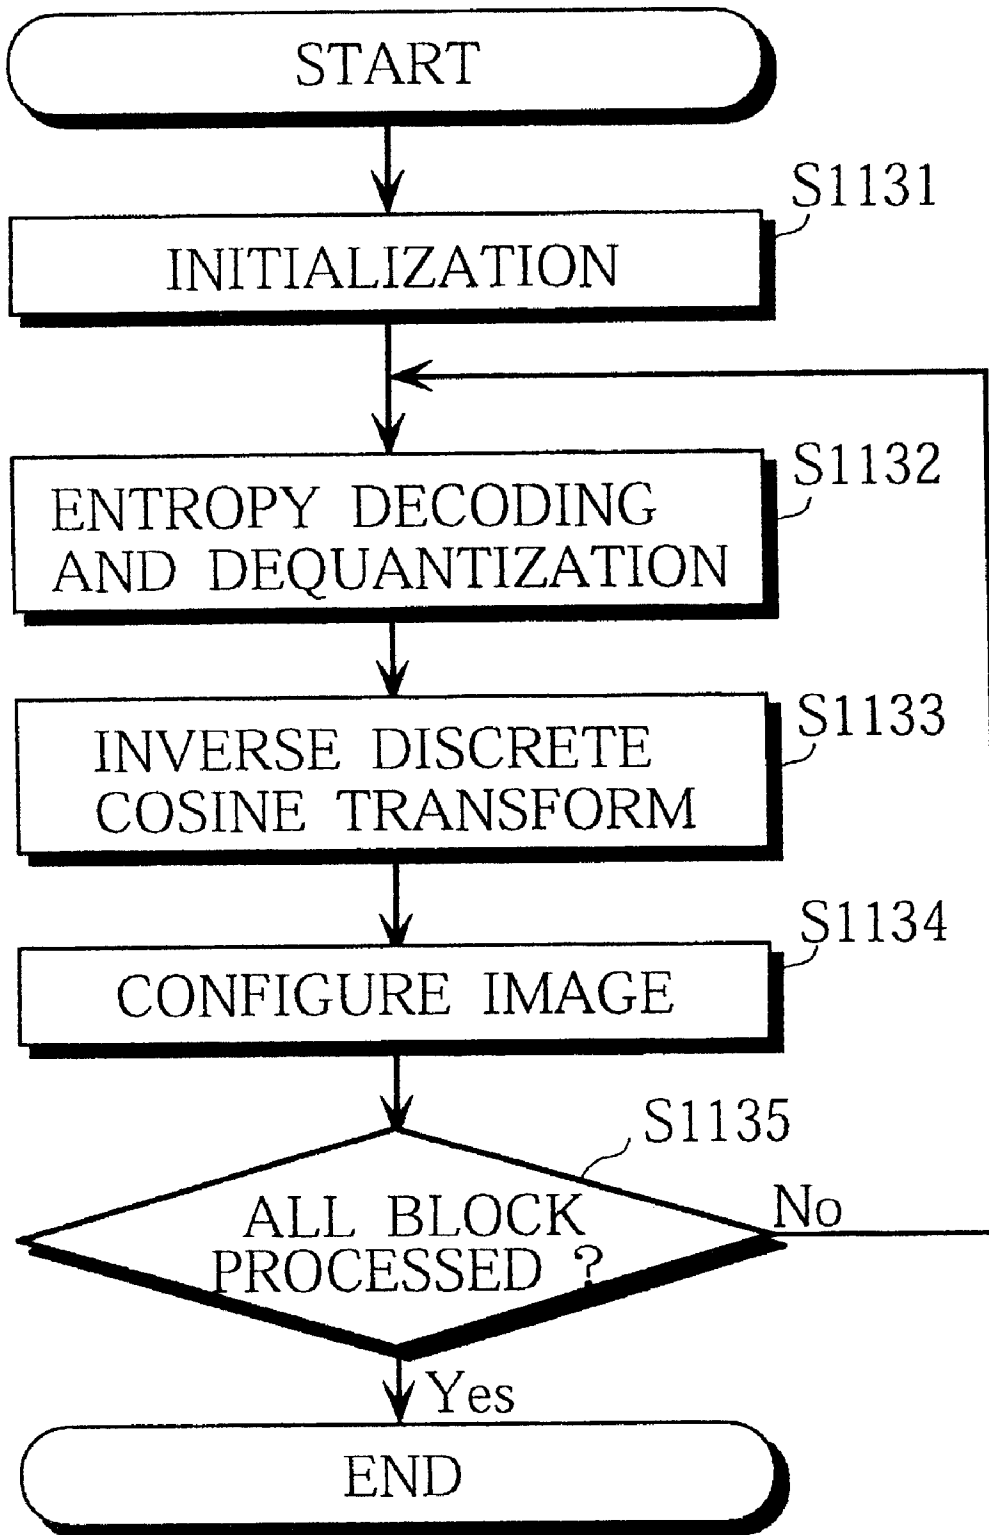 START
S1131
INITIALIZATION
S1132
ENTROPY DECODING
AND DEQUANTIZATION
S1133
INVERSE DISCRETE
COSINE TRANSFORM
S1134
CONFIGURE IMAGE
S1135
ALL BLOCK
PROCESSED ?
No
Yes
END